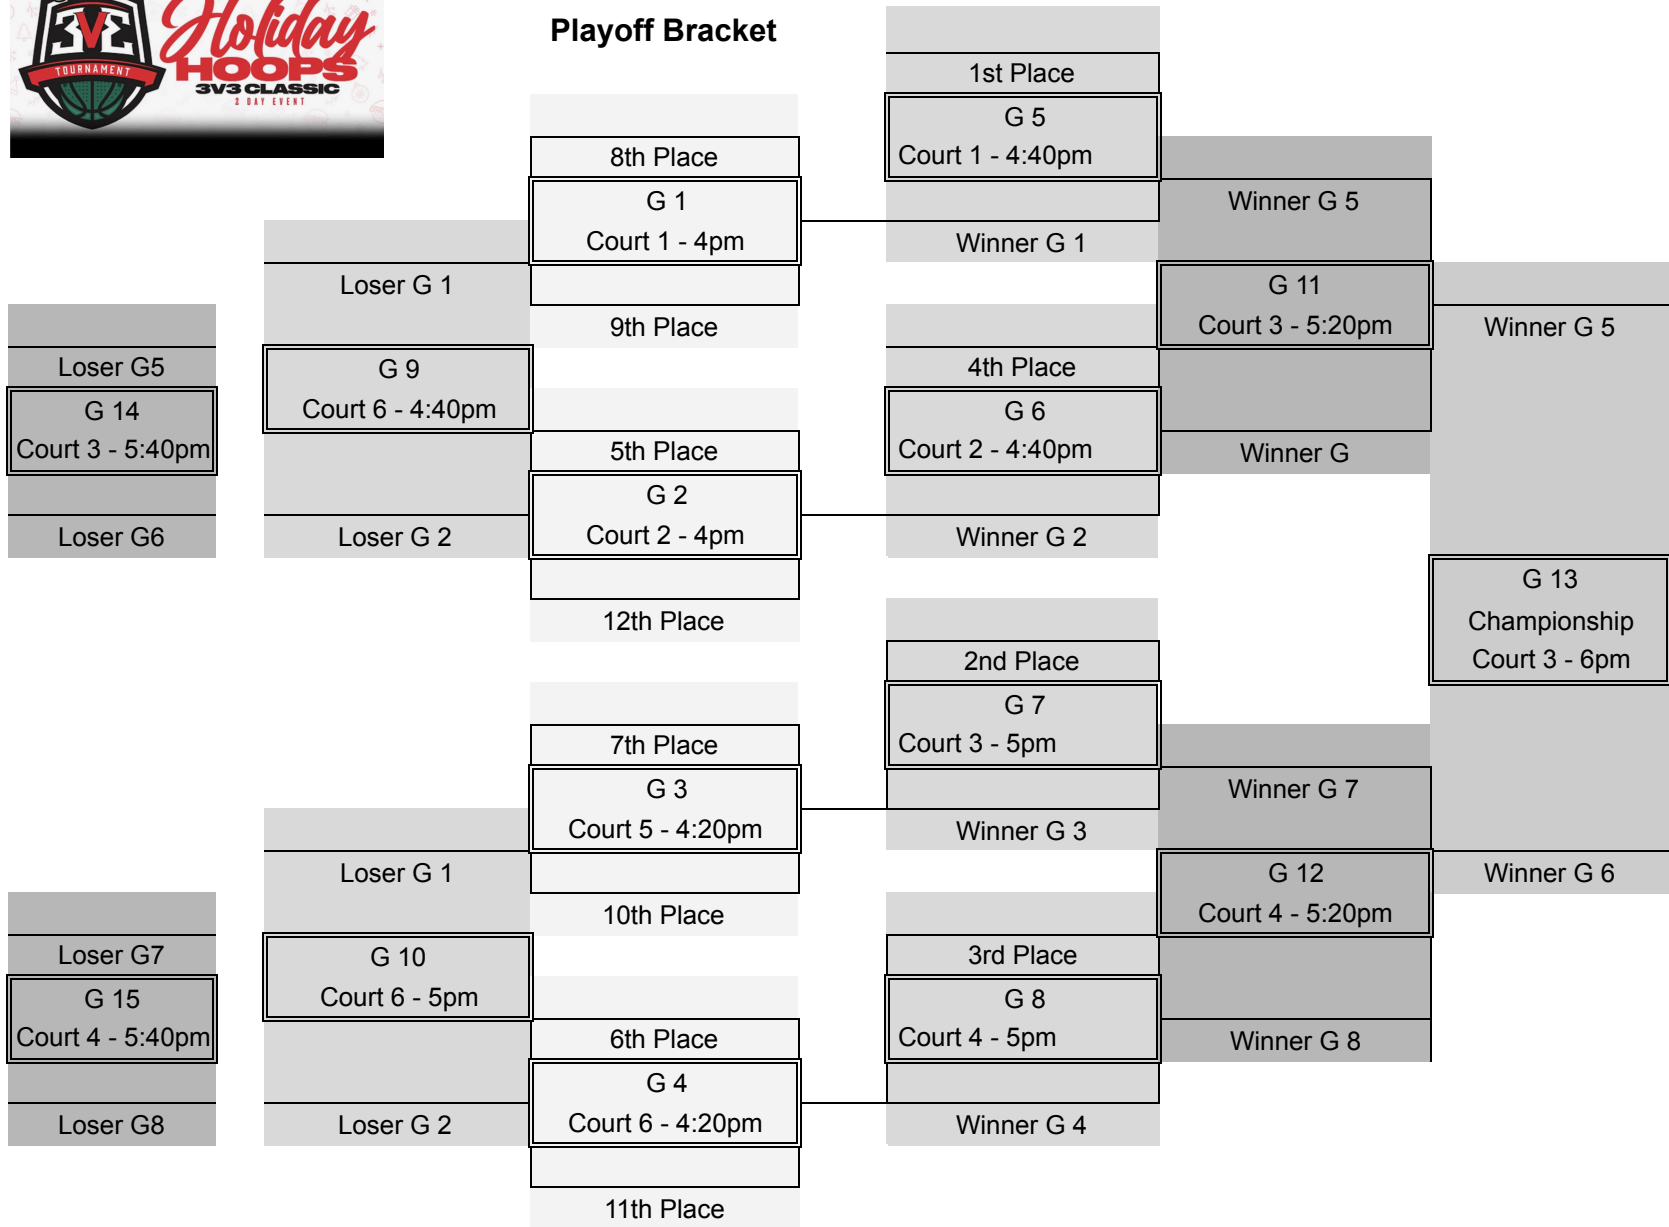 3V3
TOURNAMENT
Holiday
HOOPS
3V3 CLASSIC
2 DAY EVENT
Playoff Bracket
8th Place
G 1
Court 1 - 4pm
9th Place
5th Place
G 2
Court 2 - 4pm
12th Place
7th Place
G 3
Court 5 - 4:20pm
10th Place
6th Place
G 4
Court 6 - 4:20pm
11th Place
Loser G 1
G 9
Court 6 - 4:40pm
Loser G 2
Loser G 1
G 10
Court 6 - 5pm
Loser G 2
Loser G5
G 14
Court 3 - 5:40pm
Loser G6
Loser G7
G 15
Court 4 - 5:40pm
Loser G8
1st Place
G 5
Court 1 - 4:40pm
Winner G 1
4th Place
G 6
Court 2 - 4:40pm
Winner G 2
2nd Place
G 7
Court 3 - 5pm
Winner G 3
3rd Place
G 8
Court 4 - 5pm
Winner G 4
Winner G 5
G 11
Court 3 - 5:20pm
Winner G
Winner G 7
G 12
Court 4 - 5:20pm
Winner G 8
Winner G 5
G 13
Championship
Court 3 - 6pm
Winner G 6